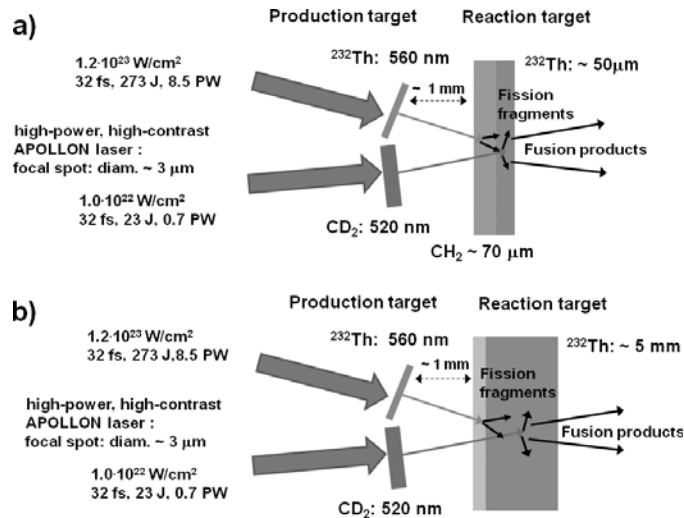 a)
Production target
Reaction target
1.2·10²³ W/cm²
32 fs, 273 J, 8.5 PW
²³²Th: 560 nm
²³²Th: ~ 50μm
~ 1 mm
Fission
fragments
high-power, high-contrast
APOLLON laser :
focal spot: diam. ~ 3 μm
Fusion products
1.0·10²² W/cm²
32 fs, 23 J, 0.7 PW
CD₂: 520 nm
CH₂ ~ 70 μm
b)
Production target
Reaction target
1.2·10²³ W/cm²
32 fs, 273 J,8.5 PW
²³²Th: 560 nm
²³²Th: ~ 5 mm
~ 1 mm
Fission
fragments
high-power, high-contrast
APOLLON laser :
focal spot: diam. ~ 3 μm
Fusion products
1.0·10²² W/cm²
32 fs, 23 J, 0.7 PW
CD₂: 520 nm